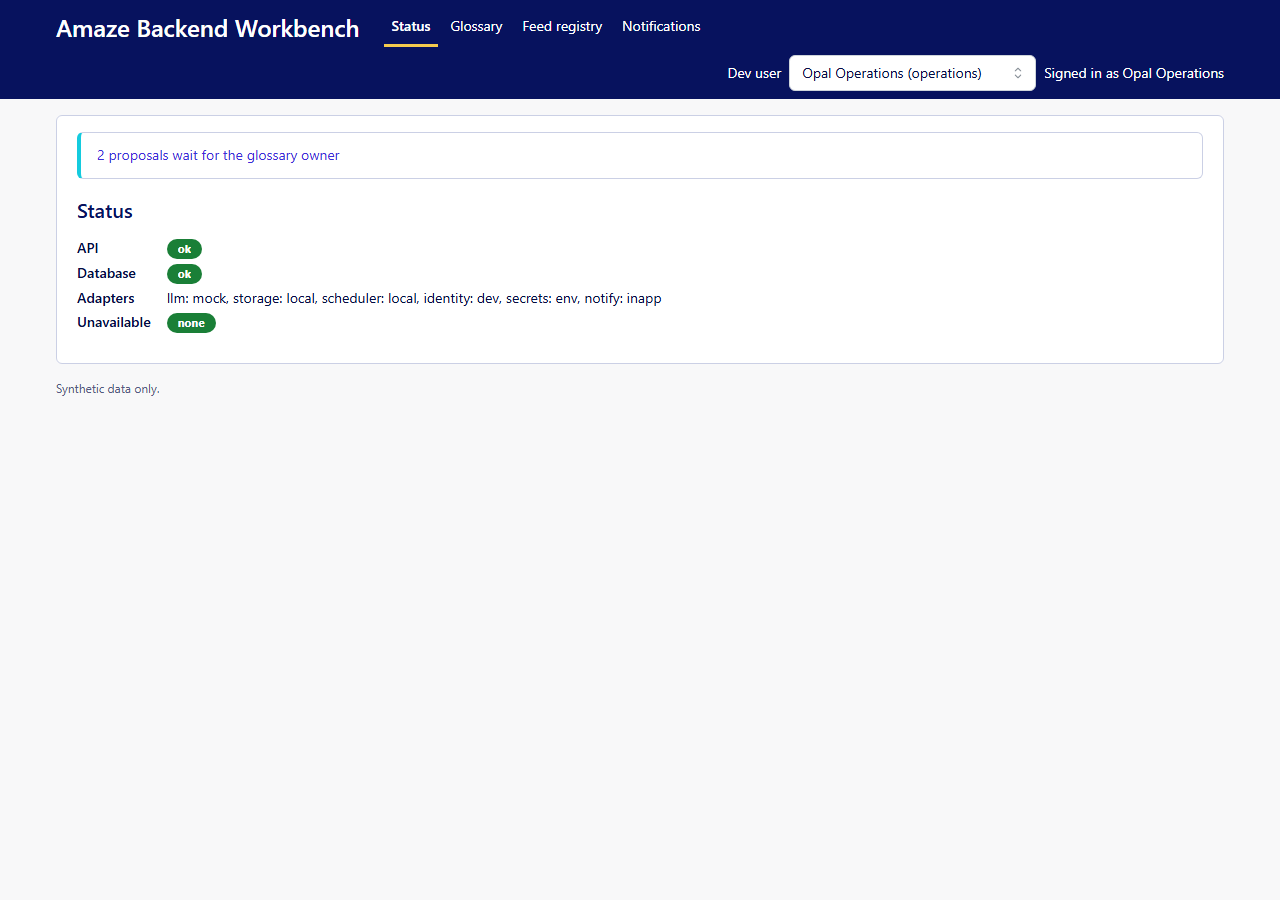 Amaze Backend Workbench Status Glossary Feed registry Notifications
Dev user Opal Operations (operations) Signed in as Opal Operations
2 proposals wait for the glossary owner
Status
API ok
Database ok
Adapters llm: mock, storage: local, scheduler: local, identity: dev, secrets: env, notify: inapp
Unavailable none
Synthetic data only.